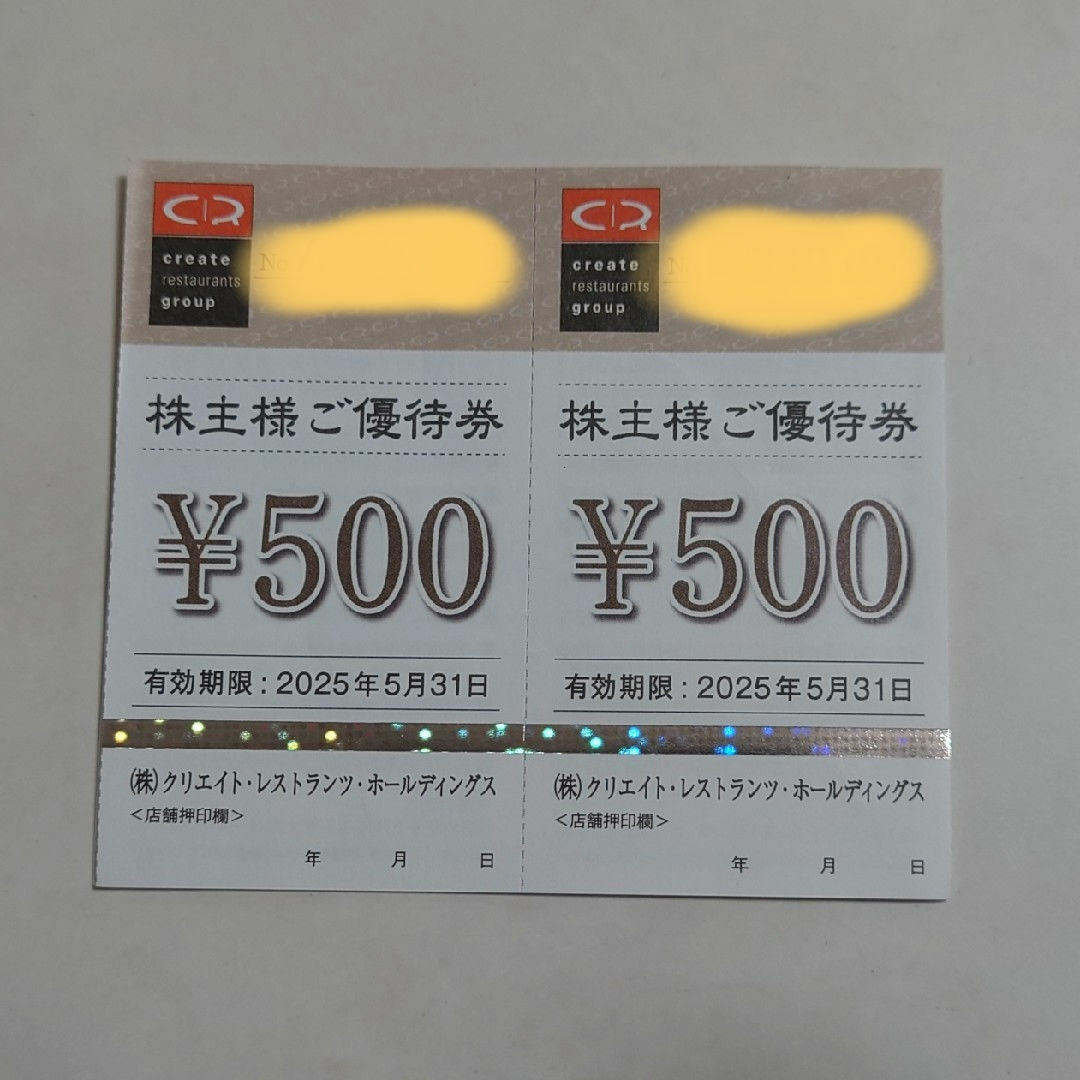 CR
create
restaurants
group
No.
株主様ご優待券
¥500
有効期限:2025年5月31日
(株)クリエイト・レストランツ・ホールディングス
<店舗押印欄>
年 月 日
CR
create
restaurants
group
N
株主様ご優待券
¥500
有効期限:2025年5月31日
(株)クリエイト・レストランツ・ホールディングス
<店舗押印欄>
年 月 日